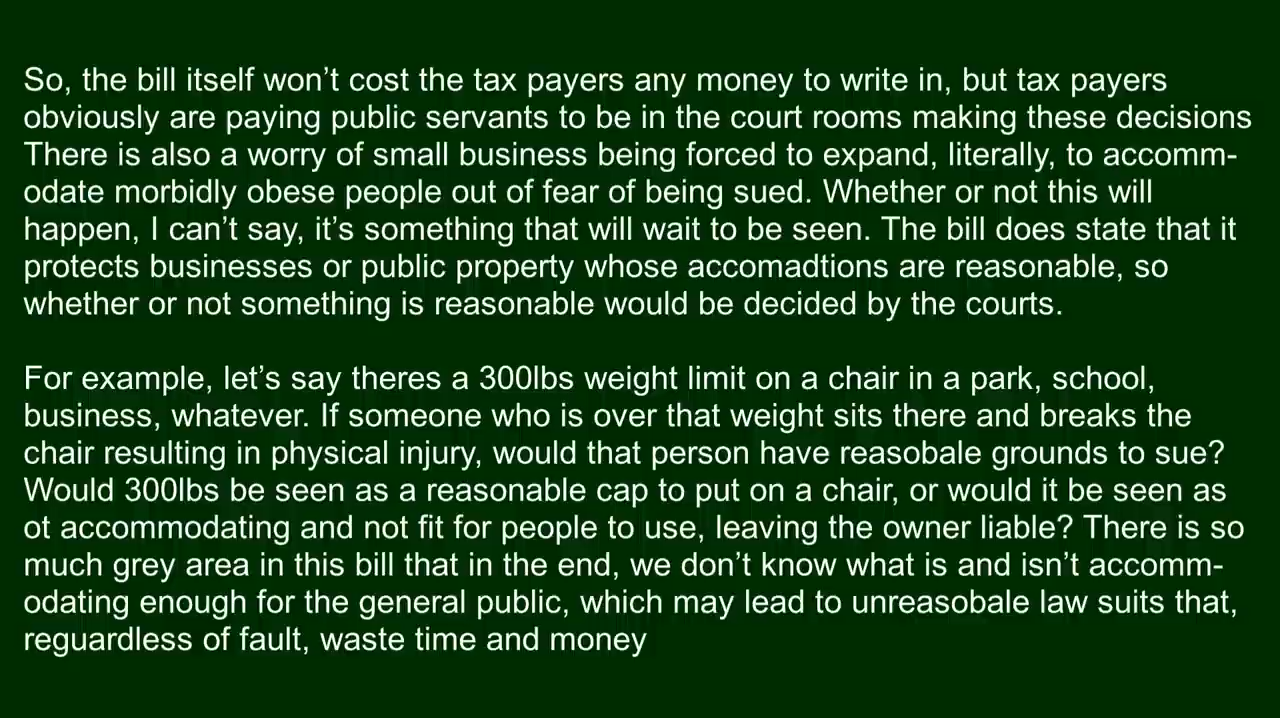 So, the bill itself won’t cost the tax payers any money to write in, but tax payers
obviously are paying public servants to be in the court rooms making these decisions
There is also a worry of small business being forced to expand, literally, to accomm-
odate morbidly obese people out of fear of being sued. Whether or not this will
happen, I can’t say, it’s something that will wait to be seen. The bill does state that it
protects businesses or public property whose accomadtions are reasonable, so
whether or not something is reasonable would be decided by the courts.
For example, let’s say theres a 300lbs weight limit on a chair in a park, school,
business, whatever. If someone who is over that weight sits there and breaks the
chair resulting in physical injury, would that person have reasobale grounds to sue?
Would 300lbs be seen as a reasonable cap to put on a chair, or would it be seen as
ot accommodating and not fit for people to use, leaving the owner liable? There is so
much grey area in this bill that in the end, we don’t know what is and isn’t accomm-
odating enough for the general public, which may lead to unreasobale law suits that,
reguardless of fault, waste time and money